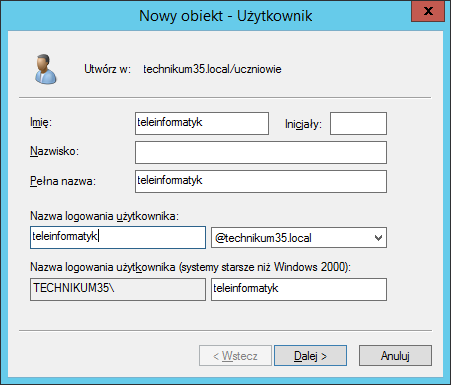 Nowy obiekt - Użytkownik
x
Utwórz w: technikum35.local/uczniowie
Imię: teleinformatyk Inicjały:
Nazwisko:
Pełna nazwa: teleinformatyk
Nazwa logowania użytkownika:
teleinformatyk @technikum35.local
Nazwa logowania użytkownika (systemy starsze niż Windows 2000):
TECHNIKUM35\ teleinformatyk
< Wstecz Dalej > Anuluj